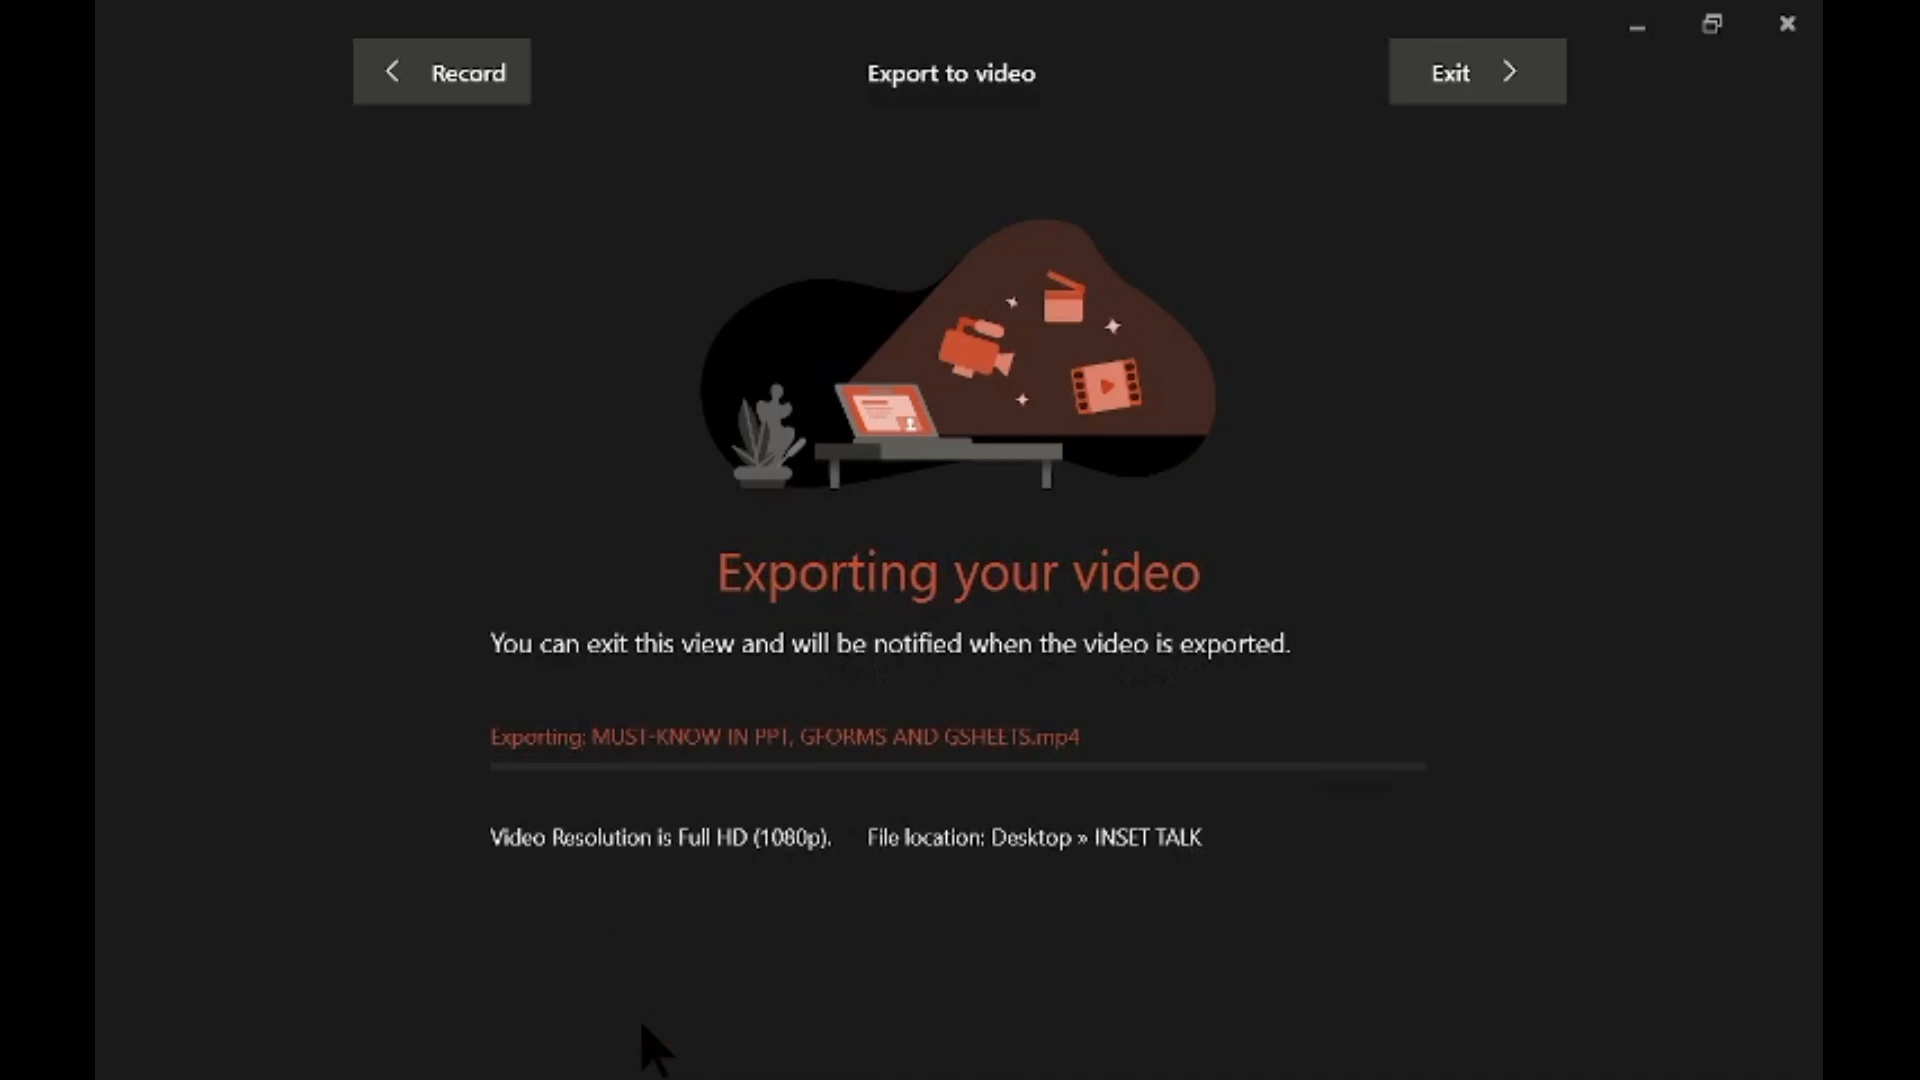 Record
Export to video
Exit
Exporting your video
You can exit this view and will be notified when the video is exported.
Exporting: MUST-KNOW IN PPT, GFORMS AND GSHEETS.mp4
Video Resolution is Full HD (1080p). File location: Desktop » INSET TALK